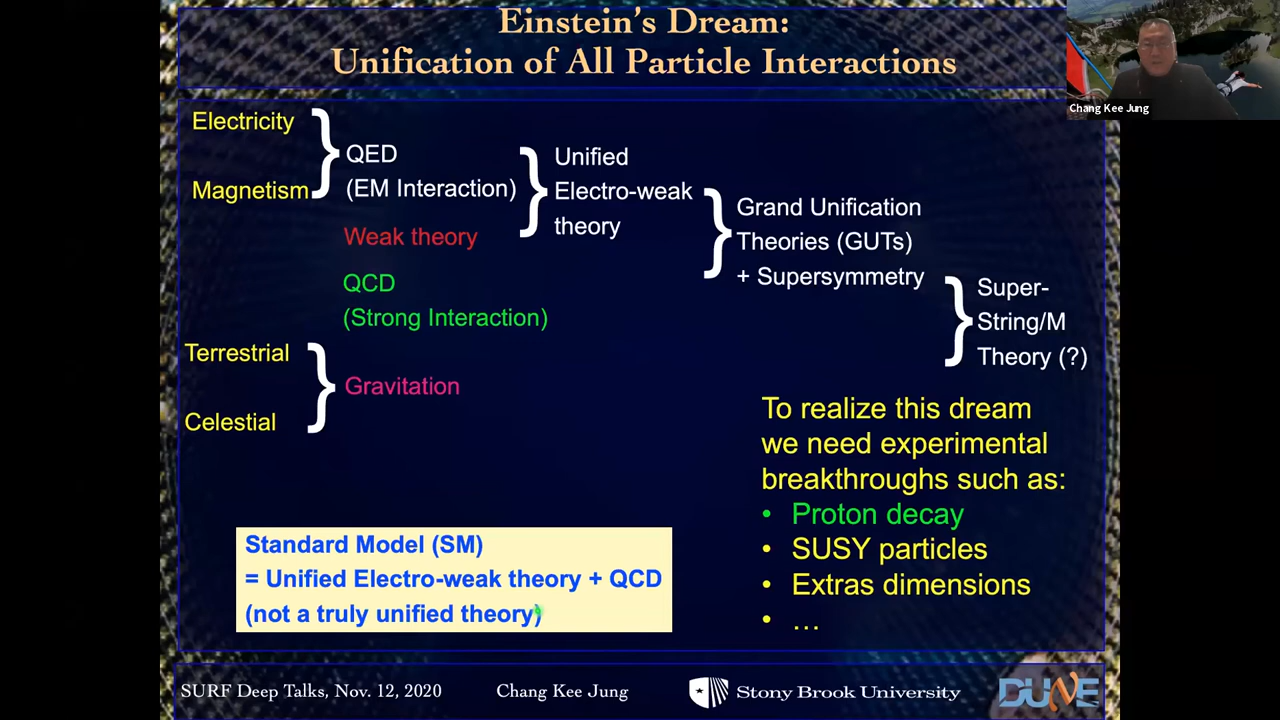 Einstein's Dream:
Unification of All Particle Interactions
Chang Kee Jung
Electricity
Magnetism
QED
(EM Interaction)
Weak theory
QCD
(Strong Interaction)
Terrestrial
Celestial
Gravitation
Unified
Electro-weak
theory
Grand Unification
Theories (GUTs)
+ Supersymmetry
Super-
String/M
Theory (?)
To realize this dream
we need experimental
breakthroughs such as:
• Proton decay
• SUSY particles
• Extras dimensions
• …
Standard Model (SM)
= Unified Electro-weak theory + QCD
(not a truly unified theory)
SURF Deep Talks, Nov. 12, 2020
Chang Kee Jung
Stony Brook University
DUNE